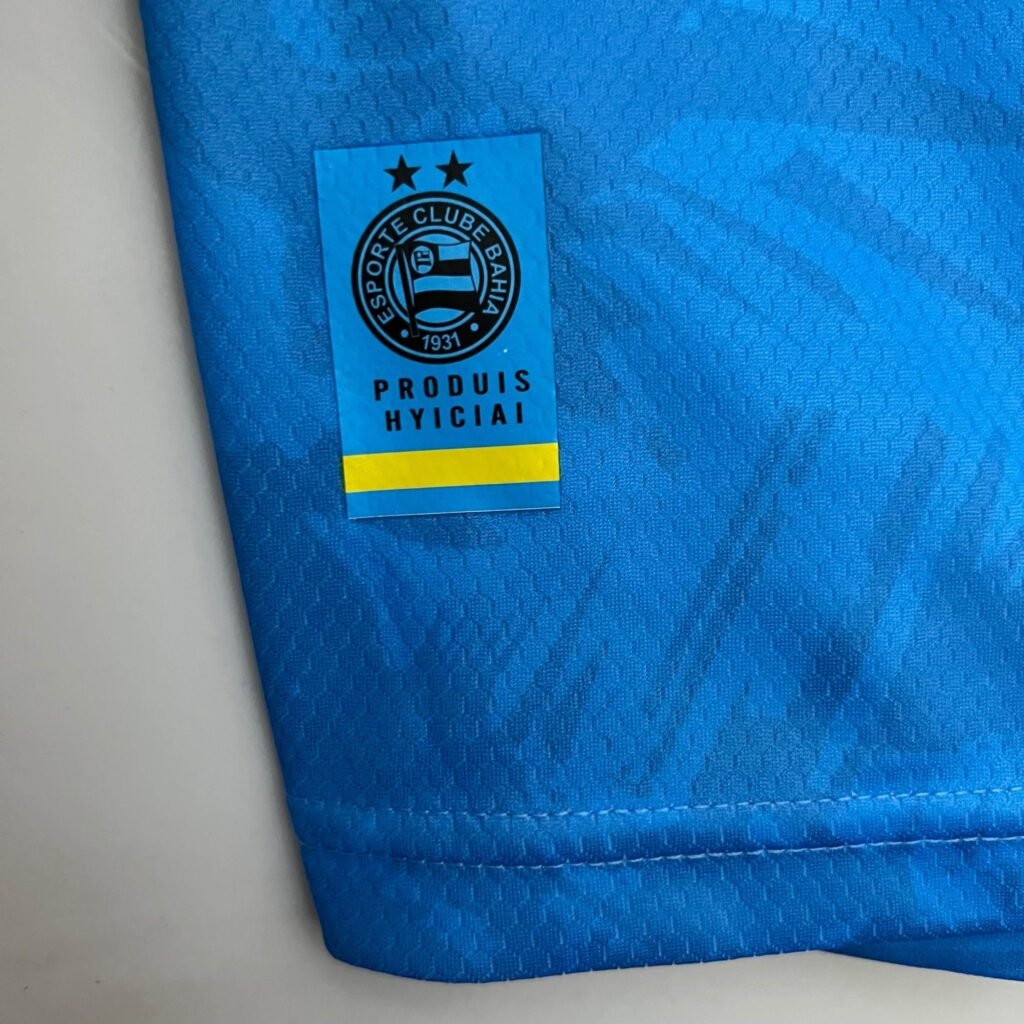 ESPORTE CLUBE BAHIA
1931
PRODUIS
HYICIAI